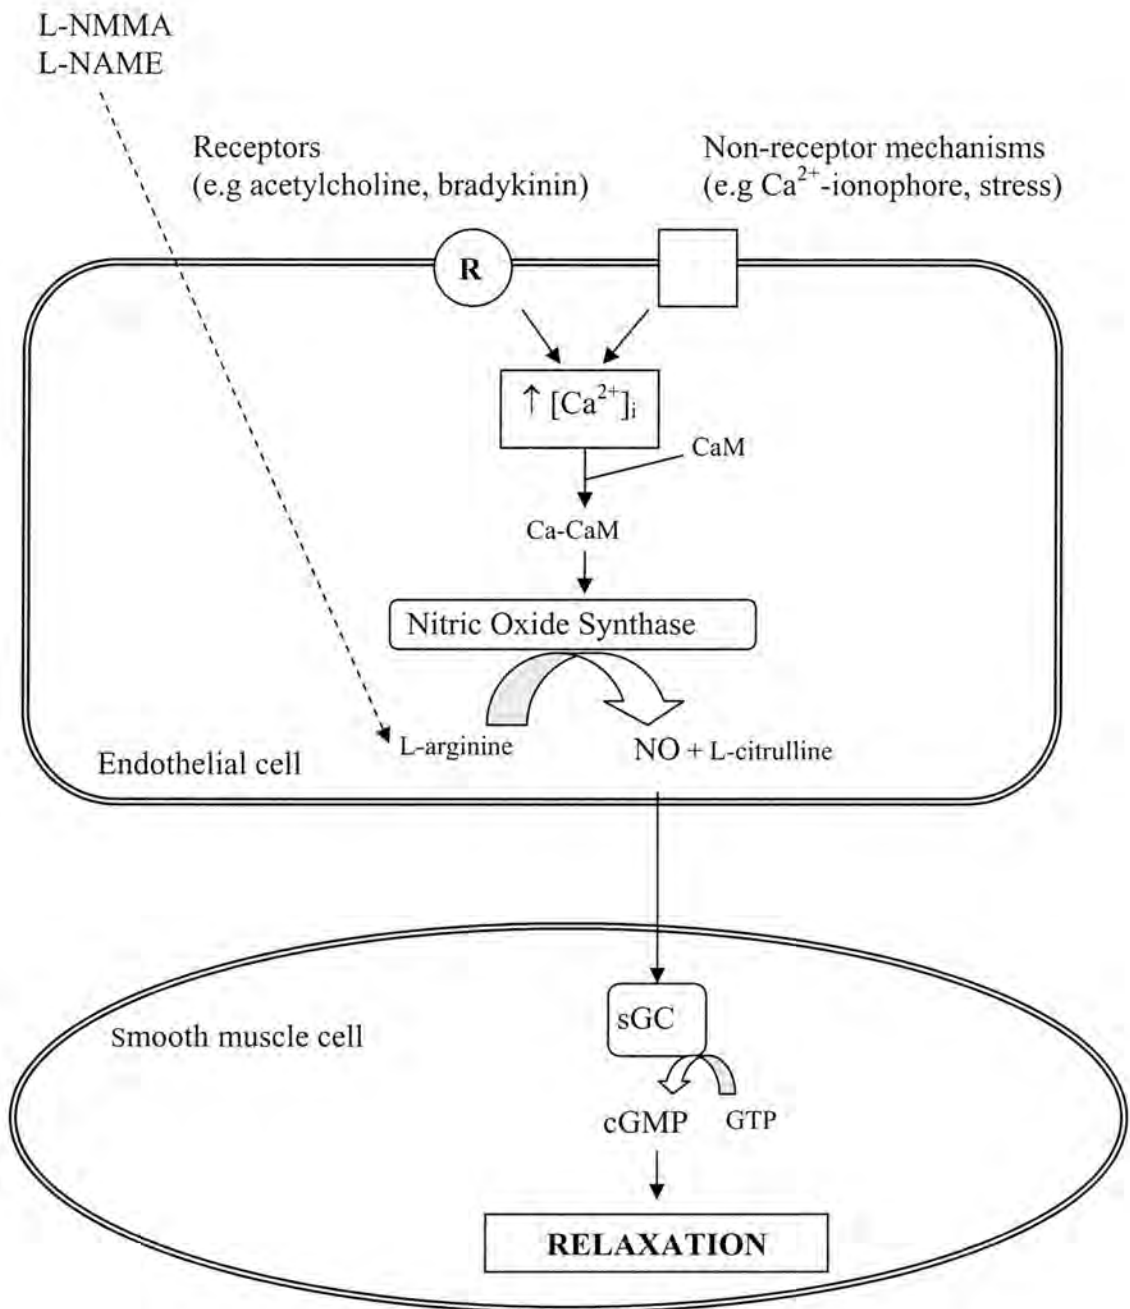 L-NMMA
L-NAME
Receptors
(e.g acetylcholine, bradykinin)
Non-receptor mechanisms
(e.g Ca²⁺-ionophore, stress)
R
↑ [Ca²⁺]ᵢ
CaM
Ca-CaM
Nitric Oxide Synthase
L-arginine
NO + L-citrulline
Endothelial cell
sGC
Smooth muscle cell
cGMP
GTP
RELAXATION